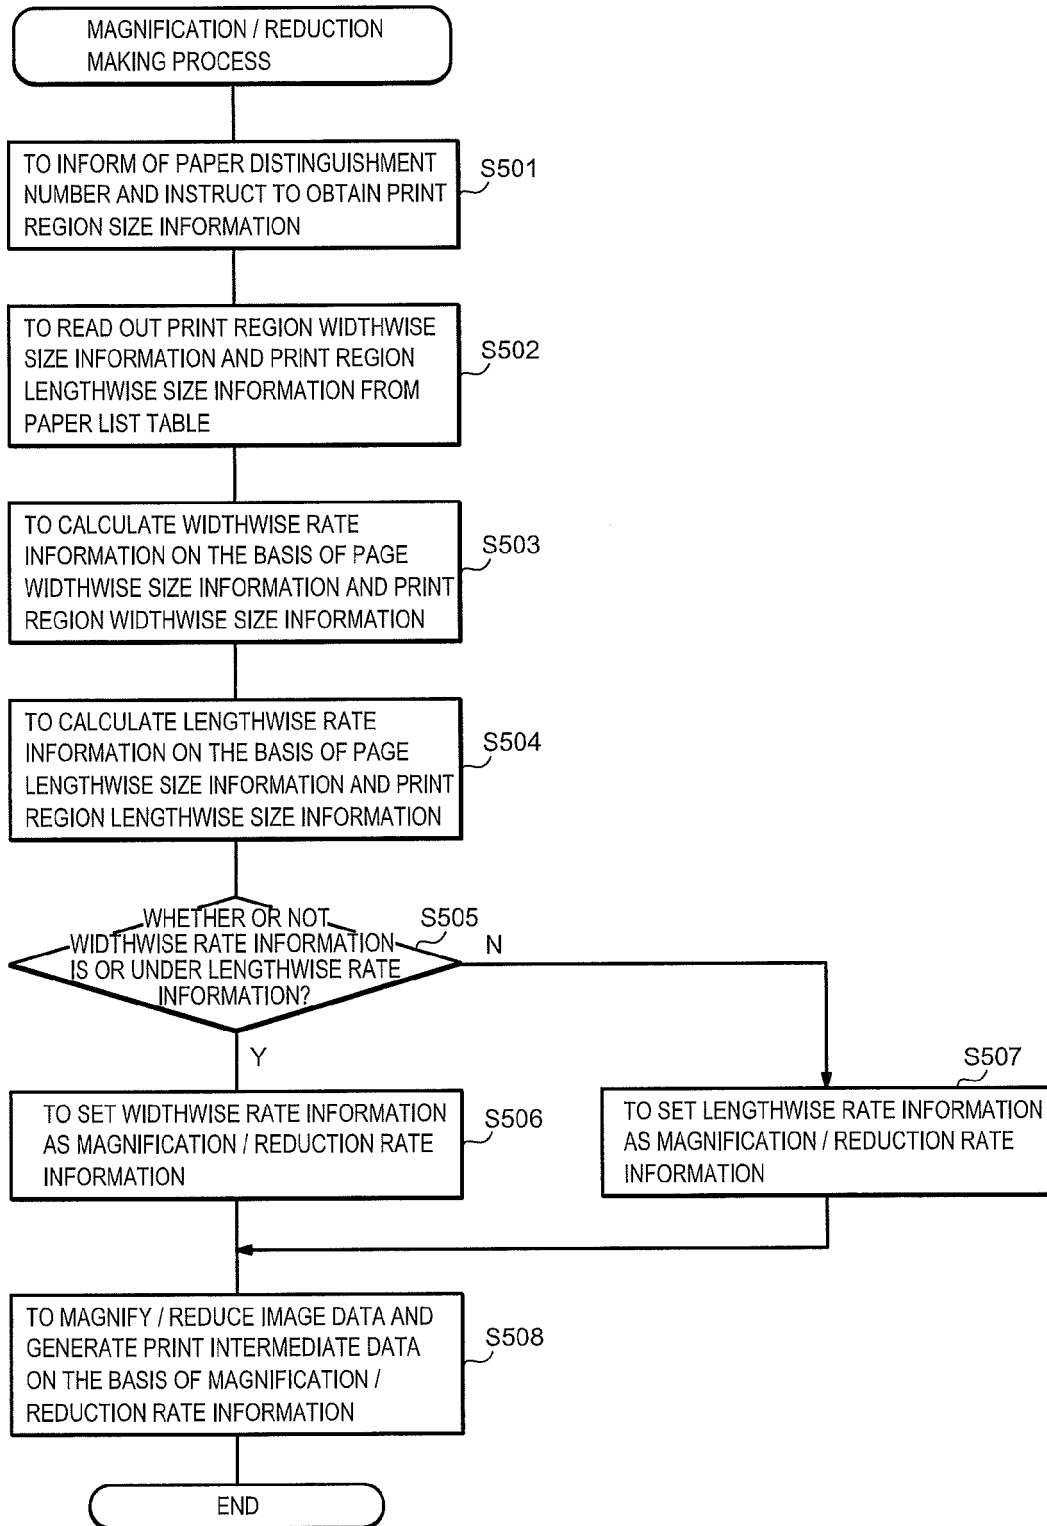 MAGNIFICATION / REDUCTION
MAKING PROCESS
TO INFORM OF PAPER DISTINGUISHMENT
NUMBER AND INSTRUCT TO OBTAIN PRINT
REGION SIZE INFORMATION
S501
TO READ OUT PRINT REGION WIDTHWISE
SIZE INFORMATION AND PRINT REGION
LENGTHWISE SIZE INFORMATION FROM
PAPER LIST TABLE
S502
TO CALCULATE WIDTHWISE RATE
INFORMATION ON THE BASIS OF PAGE
WIDTHWISE SIZE INFORMATION AND PRINT
REGION WIDTHWISE SIZE INFORMATION
S503
TO CALCULATE LENGTHWISE RATE
INFORMATION ON THE BASIS OF PAGE
LENGTHWISE SIZE INFORMATION AND PRINT
REGION LENGTHWISE SIZE INFORMATION
S504
WHETHER OR NOT
WIDTHWISE RATE INFORMATION
IS OR UNDER LENGTHWISE RATE
INFORMATION?
S505
N
Y
TO SET WIDTHWISE RATE INFORMATION
AS MAGNIFICATION / REDUCTION RATE
INFORMATION
S506
S507
TO SET LENGTHWISE RATE INFORMATION
AS MAGNIFICATION / REDUCTION RATE
INFORMATION
TO MAGNIFY / REDUCE IMAGE DATA AND
GENERATE PRINT INTERMEDIATE DATA
ON THE BASIS OF MAGNIFICATION /
REDUCTION RATE INFORMATION
S508
END